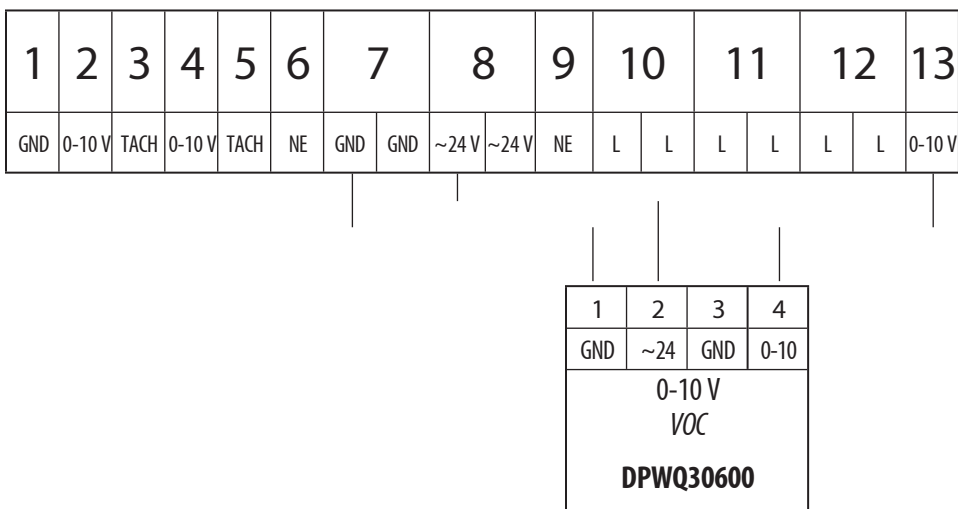 1 2 3 4 5 6 7 8 9 10 11 12 13
GND 0-10 V TACH 0-10 V TACH NE GND GND ~24 V ~24 V NE L L L L L L 0-10 V
1 2 3 4
GND ~24 GND 0-10
0-10 V
VOC
DPWQ30600